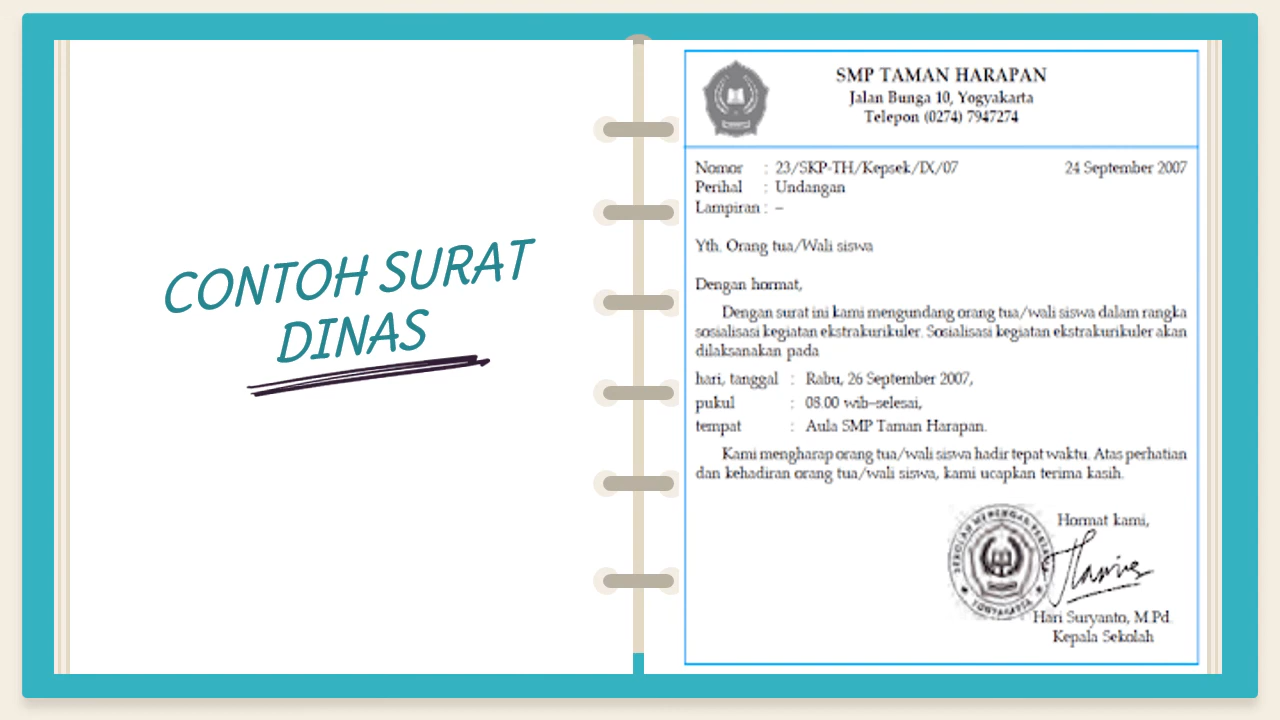 CONTOH SURAT
DINAS
SMP TAMAN HARAPAN
Jalan Bunga 10, Yogyakarta
Telepon (0274) 7947274
Nomor : 23/SKP-TH/Kepsek/IX/07 24 September 2007
Perihal : Undangan
Lampiran : –
Yth. Orang tua/Wali siswa
Dengan hormat,
Dengan surat ini kami mengundang orang tua/wali siswa dalam rangka
sosialisasi kegiatan ekstrakurikuler. Sosialisasi kegiatan ekstrakurikuler akan
dilaksanakan pada
hari, tanggal : Rabu, 26 September 2007,
pukul : 08.00 wib–selesai,
tempat : Aula SMP Taman Harapan.
Kami mengharap orang tua/wali siswa hadir tepat waktu. Atas perhatian
dan kehadiran orang tua/wali siswa, kami ucapkan terima kasih.
Hormat kami,
SEKOLAH MENENGAH PERTAMA
YOGYAKARTA
Hari Suryanto, M.Pd.
Kepala Sekolah